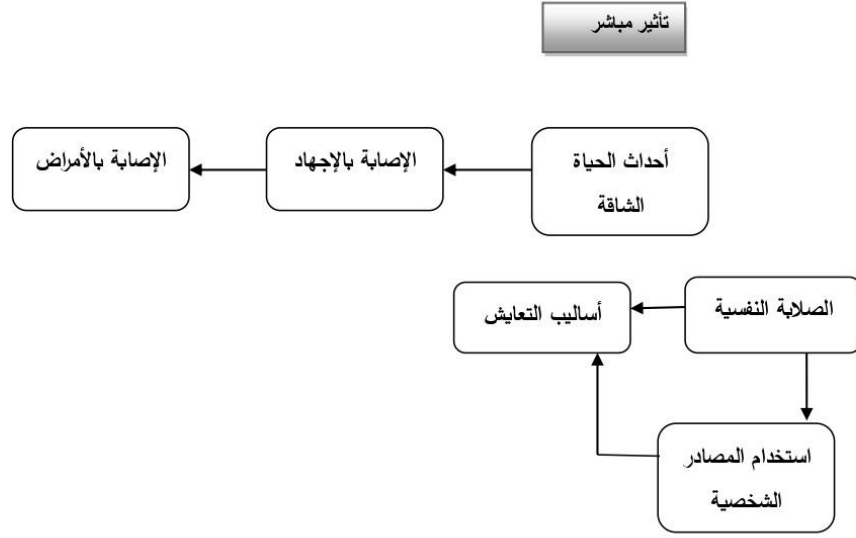 تأثير مباشر
أحداث الحياة
الشاقة
الإصابة بالإجهاد
الإصابة بالأمراض
الصلابة النفسية
أساليب التعايش
استخدام المصادر
الشخصية